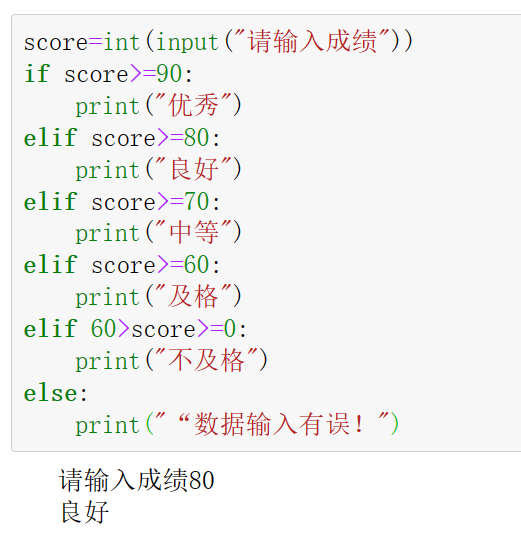 score=int(input("请输入成绩"))
if score>=90:
    print("优秀")
elif score>=80:
    print("良好")
elif score>=70:
    print("中等")
elif score>=60:
    print("及格")
elif 60>score>=0:
    print("不及格")
else:
    print("“数据输入有误！")
请输入成绩80
良好